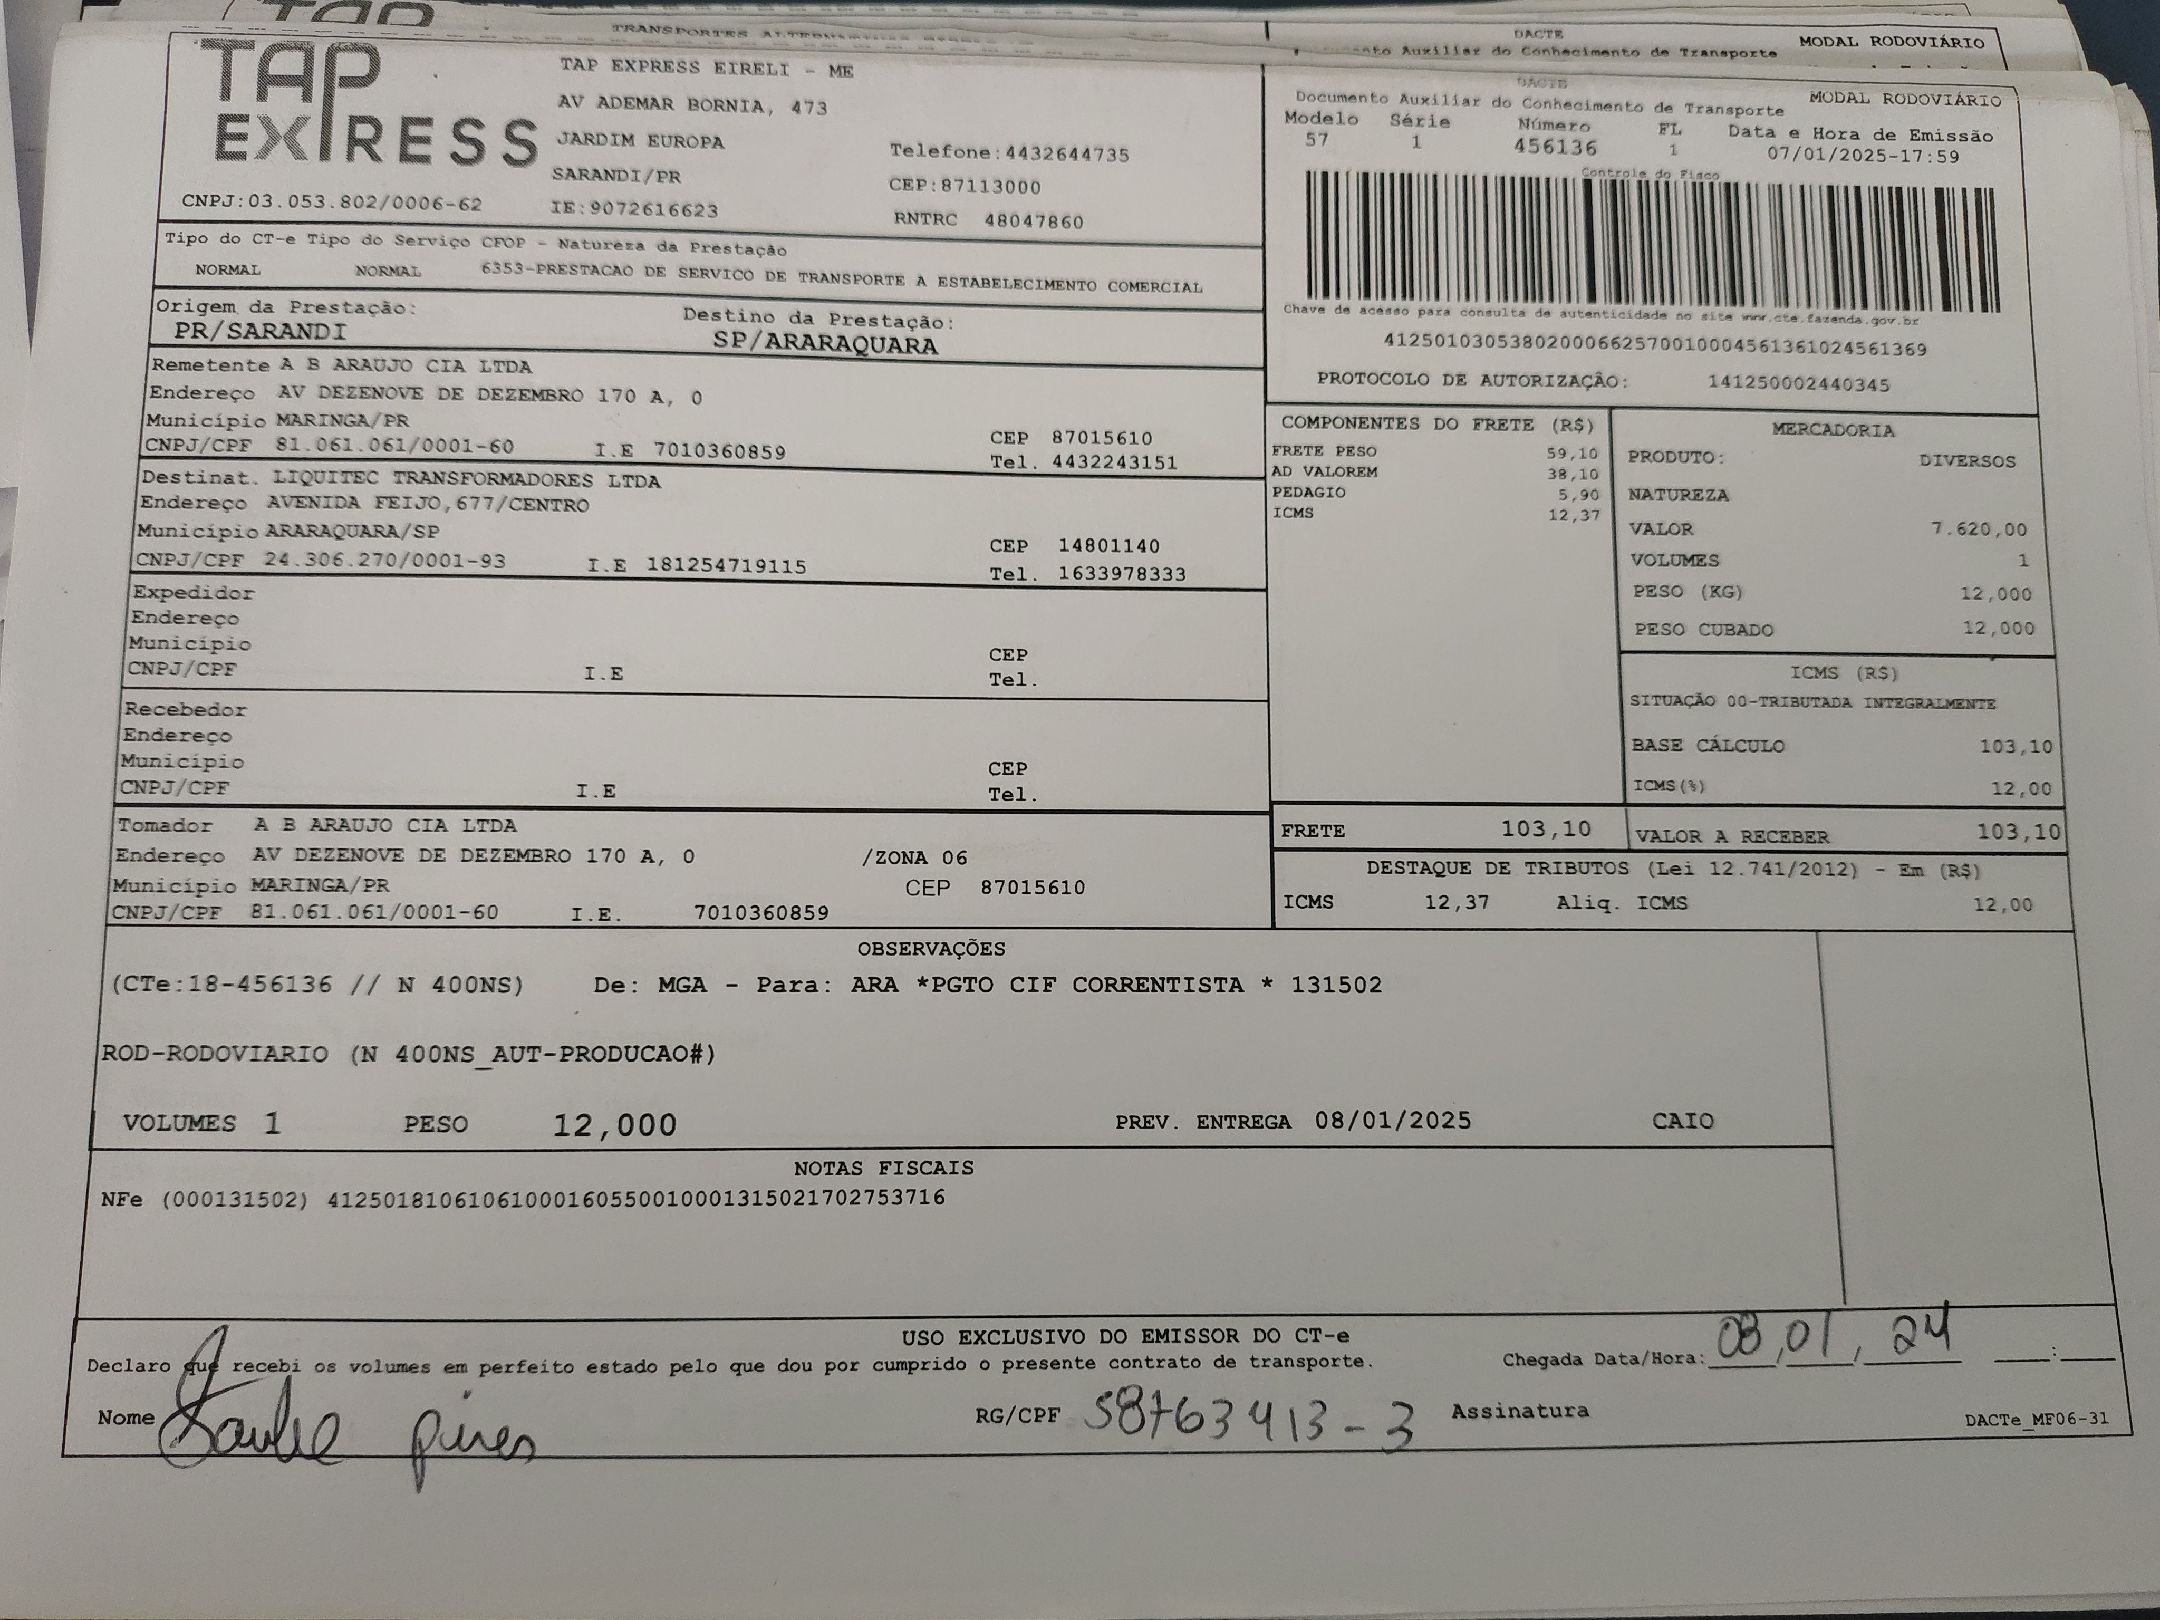 TRANSPORTES
DACTE
Auxiliar do Conhecimento de Transporte
MODAL RODOVIÁRIO
TAP EXPRESS
TAP EXPRESS EIRELI - ME
AV ADEMAR BORNIA, 473
JARDIM EUROPA
Telefone:4432644735
SARANDI/PR
CEP:87113000
CNPJ:03.053.802/0006-62
IE:9072616623
RNTRC 48047860
DACTE
Documento Auxiliar do Conhecimento de Transporte
MODAL RODOVIÁRIO
Modelo Série Número FL Data e Hora de Emissão
57 1 456136 1 07/01/2025-17:59
Controle do Fisco
Chave de acesso para consulta de autenticidade no site www.cte.fazenda.gov.br
41250103053802000662570010004561361024561369
PROTOCOLO DE AUTORIZAÇÃO: 141250002440345
Tipo do CT-e Tipo do Serviço CFOP - Natureza da Prestação
NORMAL NORMAL 6353-PRESTACAO DE SERVICO DE TRANSPORTE A ESTABELECIMENTO COMERCIAL
Origem da Prestação: Destino da Prestação:
PR/SARANDI SP/ARARAQUARA
Remetente A B ARAUJO CIA LTDA
Endereço AV DEZENOVE DE DEZEMBRO 170 A, 0
Município MARINGA/PR CEP 87015610
CNPJ/CPF 81.061.061/0001-60 I.E 7010360859 Tel. 4432243151
Destinat. LIQUITEC TRANSFORMADORES LTDA
Endereço AVENIDA FEIJO,677/CENTRO
Município ARARAQUARA/SP CEP 14801140
CNPJ/CPF 24.306.270/0001-93 I.E 181254719115 Tel. 1633978333
Expedidor
Endereço
Município CEP
CNPJ/CPF I.E Tel.
Recebedor
Endereço
Município CEP
CNPJ/CPF I.E Tel.
Tomador A B ARAUJO CIA LTDA
Endereço AV DEZENOVE DE DEZEMBRO 170 A, 0 /ZONA 06
Município MARINGA/PR CEP 87015610
CNPJ/CPF 81.061.061/0001-60 I.E. 7010360859
COMPONENTES DO FRETE (R$)
FRETE PESO 59,10
AD VALOREM 38,10
PEDAGIO 5,90
ICMS 12,37
MERCADORIA
PRODUTO: DIVERSOS
NATUREZA
VALOR 7.620,00
VOLUMES 1
PESO (KG) 12,000
PESO CUBADO 12,000
ICMS (R$)
SITUAÇÃO 00-TRIBUTADA INTEGRALMENTE
BASE CÁLCULO 103,10
ICMS(%) 12,00
FRETE 103,10 VALOR A RECEBER 103,10
DESTAQUE DE TRIBUTOS (Lei 12.741/2012) - Em (R$)
ICMS 12,37 Aliq. ICMS 12,00
OBSERVAÇÕES
(CTe:18-456136 // N 400NS) De: MGA - Para: ARA *PGTO CIF CORRENTISTA * 131502
ROD-RODOVIARIO (N 400NS_AUT-PRODUCAO#)
VOLUMES 1 PESO 12,000 PREV. ENTREGA 08/01/2025 CAIO
NOTAS FISCAIS
NFe (000131502) 41250181061061000160550010001315021702753716
USO EXCLUSIVO DO EMISSOR DO CT-e
Declaro que recebi os volumes em perfeito estado pelo que dou por cumprido o presente contrato de transporte.
Chegada Data/Hora: 08,01,24 :
Nome pires RG/CPF 58763413-3 Assinatura
DACTe_MF06-31